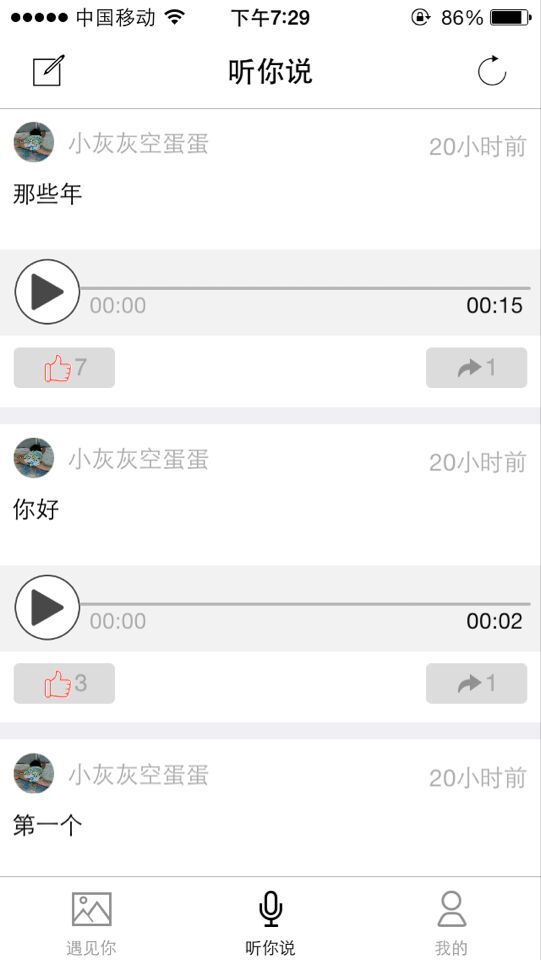 中国移动 下午7:29 86%
听你说
小灰灰空蛋蛋 20小时前
那些年
00:00 00:15
7 1
小灰灰空蛋蛋 20小时前
你好
00:00 00:02
3 1
小灰灰空蛋蛋 20小时前
第一个
遇见你 听你说 我的